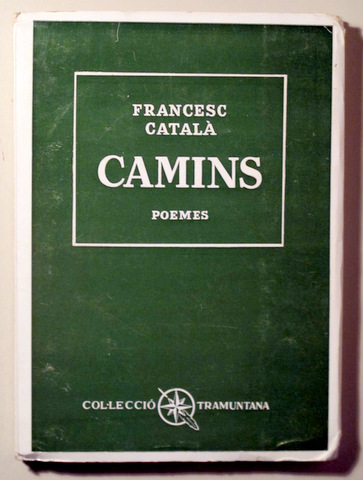 FRANCESC
CATALÀ
CAMINS
POEMES
COL·LECCIÓ TRAMUNTANA